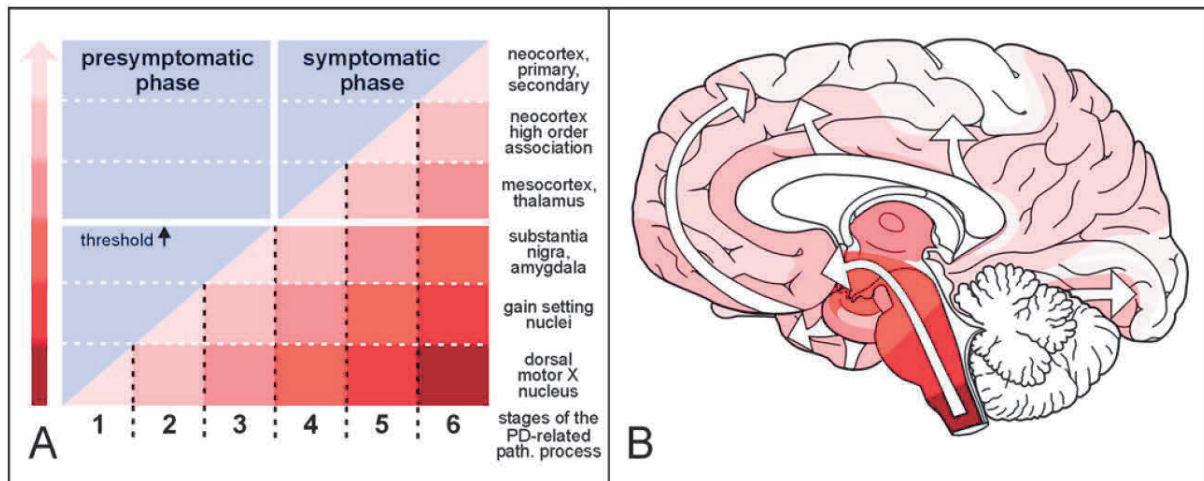 presymptomatic
phase
symptomatic
phase
neocortex,
primary,
secondary
neocortex
high order
association
mesocortex,
thalamus
threshold
substantia
nigra,
amygdala
gain setting
nuclei
dorsal
motor X
nucleus
1 2 3 4 5 6
stages of the
PD-related
path. process
A
B